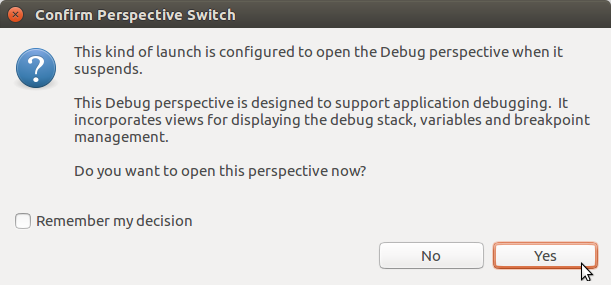 Confirm Perspective Switch
This kind of launch is configured to open the Debug perspective when it
suspends.
This Debug perspective is designed to support application debugging.  It
incorporates views for displaying the debug stack, variables and breakpoint
management.
Do you want to open this perspective now?
Remember my decision
No
Yes